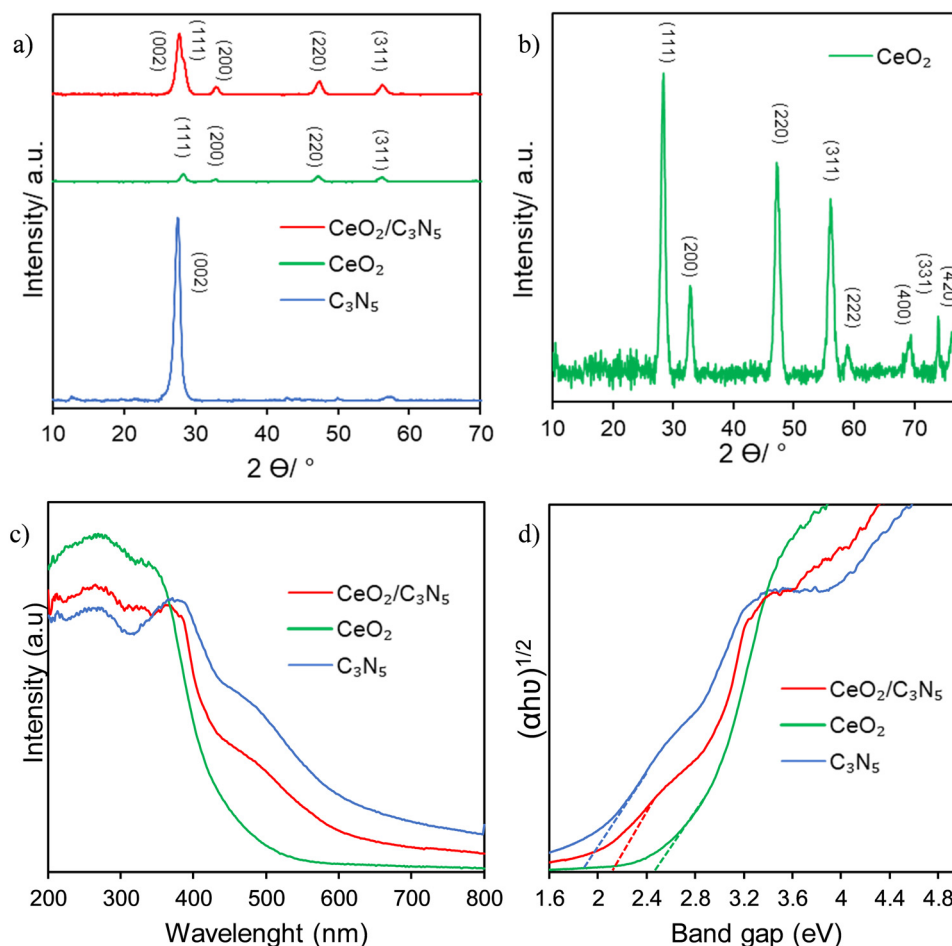 a)
(002)
(111)
(200)
(220)
(311)
(111)
(200)
(220)
(311)
(002)
CeO₂/C₃N₅
CeO₂
C₃N₅
Intensity/ a.u.
10 20 30 40 50 60 70
2 Ɵ/ °
b)
(111)
(200)
(220)
(311)
(222)
(400)
(331)
(420)
CeO₂
Intensity/ a.u.
10 20 30 40 50 60 70
2 Ɵ/ °
c)
CeO₂/C₃N₅
CeO₂
C₃N₅
Intensity (a.u)
200 300 400 500 600 700 800
Wavelenght (nm)
d)
CeO₂/C₃N₅
CeO₂
C₃N₅
(αhυ)¹/²
1.6 2 2.4 2.8 3.2 3.6 4 4.4 4.8
Band gap (eV)